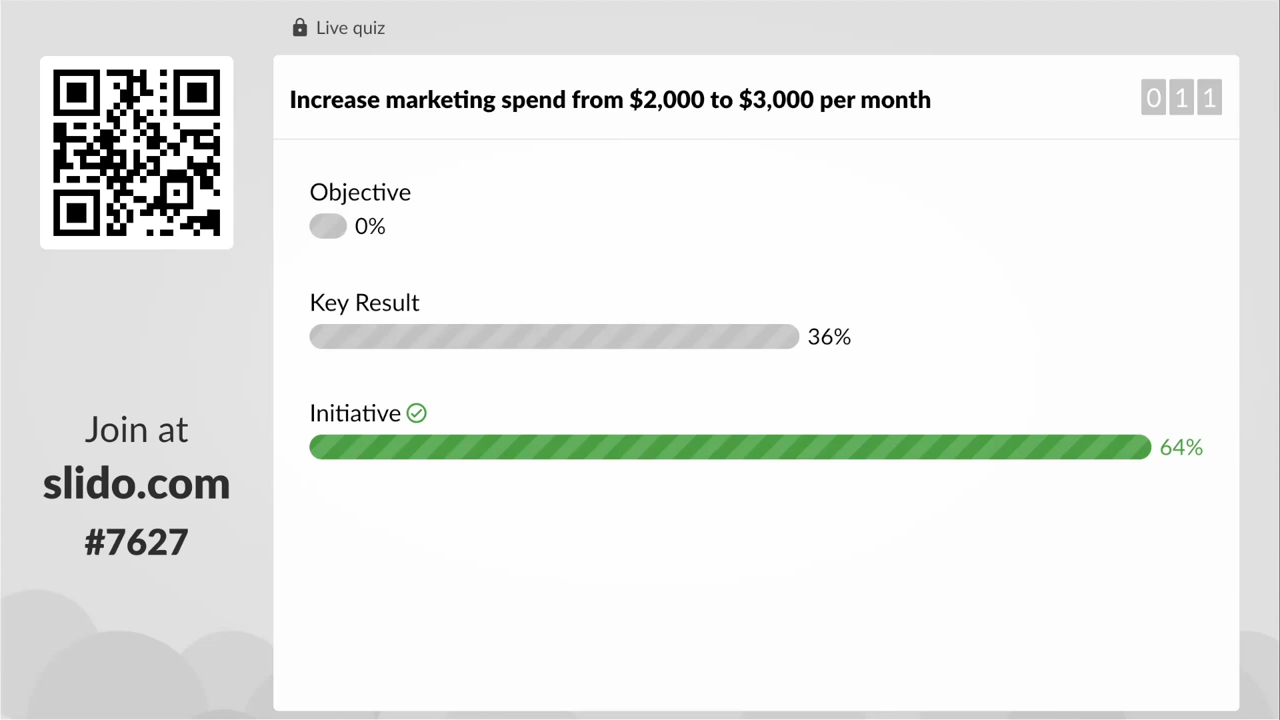 Live quiz
Increase marketing spend from $2,000 to $3,000 per month
011
Objective
0%
Key Result
36%
Initiative
64%
Join at
slido.com
#7627